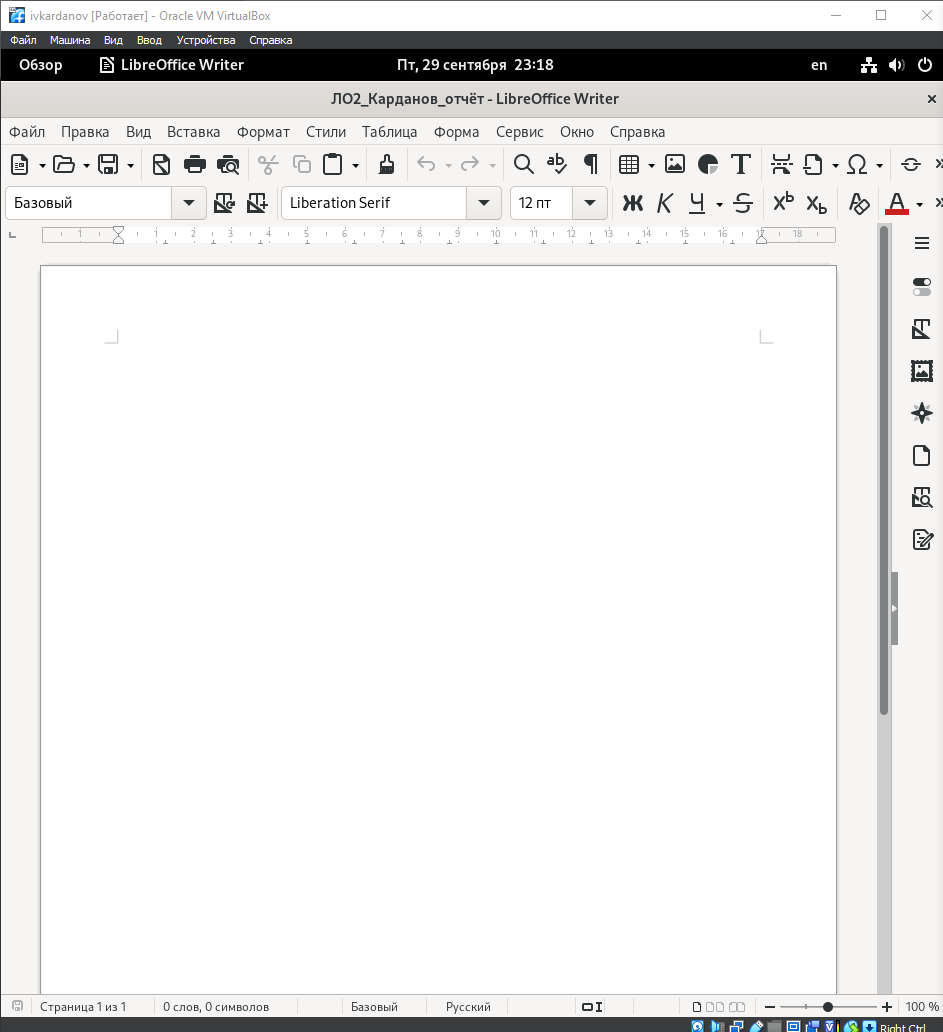 ivkardanov [Работает] - Oracle VM VirtualBox
Файл Машина Вид Ввод Устройства Справка
Обзор LibreOffice Writer Пт, 29 сентября 23:18 en
ЛО2_Карданов_отчёт - LibreOffice Writer
Файл Правка Вид Вставка Формат Стили Таблица Форма Сервис Окно Справка
Базовый Liberation Serif 12 пт Ж К Ч S X^b X_b A
1 1 2 3 4 5 6 7 8 9 10 11 12 13 14 15 16 17 18
Страница 1 из 1 0 слов, 0 символов Базовый Русский 100 %
Right Ctrl